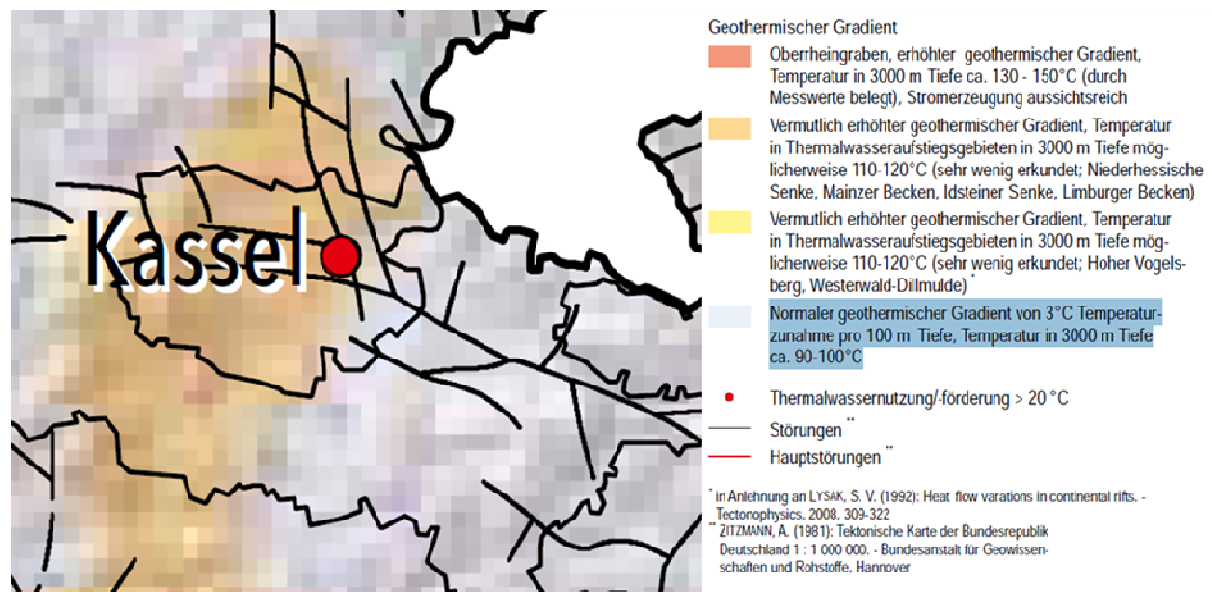 Kassel
Geothermischer Gradient
Oberrheingraben, erhöhter geothermischer Gradient,
Temperatur in 3000 m Tiefe ca. 130 - 150°C (durch
Messwerte belegt), Stromerzeugung aussichtsreich
Vermutlich erhöhter geothermischer Gradient, Temperatur
in Thermalwasseraufstiegsgebieten in 3000 m Tiefe mög-
licherweise 110-120°C (sehr wenig erkundet; Niederhessische
Senke, Mainzer Becken, Idsteiner Senke, Limburger Becken)
Vermutlich erhöhter geothermischer Gradient, Temperatur
in Thermalwasseraufstiegsgebieten in 3000 m Tiefe mög-
licherweise 110-120°C (sehr wenig erkundet; Hoher Vogels-
berg, Westerwald-Dillmulde) *
Normaler geothermischer Gradient von 3°C Temperatur-
zunahme pro 100 m Tiefe, Temperatur in 3000 m Tiefe
ca. 90-100°C
Thermalwassernutzung/-förderung > 20 °C
Störungen **
Hauptstörungen **
* in Anlehnung an LYSAK, S. V. (1992): Heat flow varations in continental rifts. -
Tectonophysics, 2008, 309-322
** ZITZMANN, A. (1981): Tektonische Karte der Bundesrepublik
Deutschland 1 : 1 000 000. - Bundesanstalt für Geowissen-
schaften und Rohstoffe, Hannover